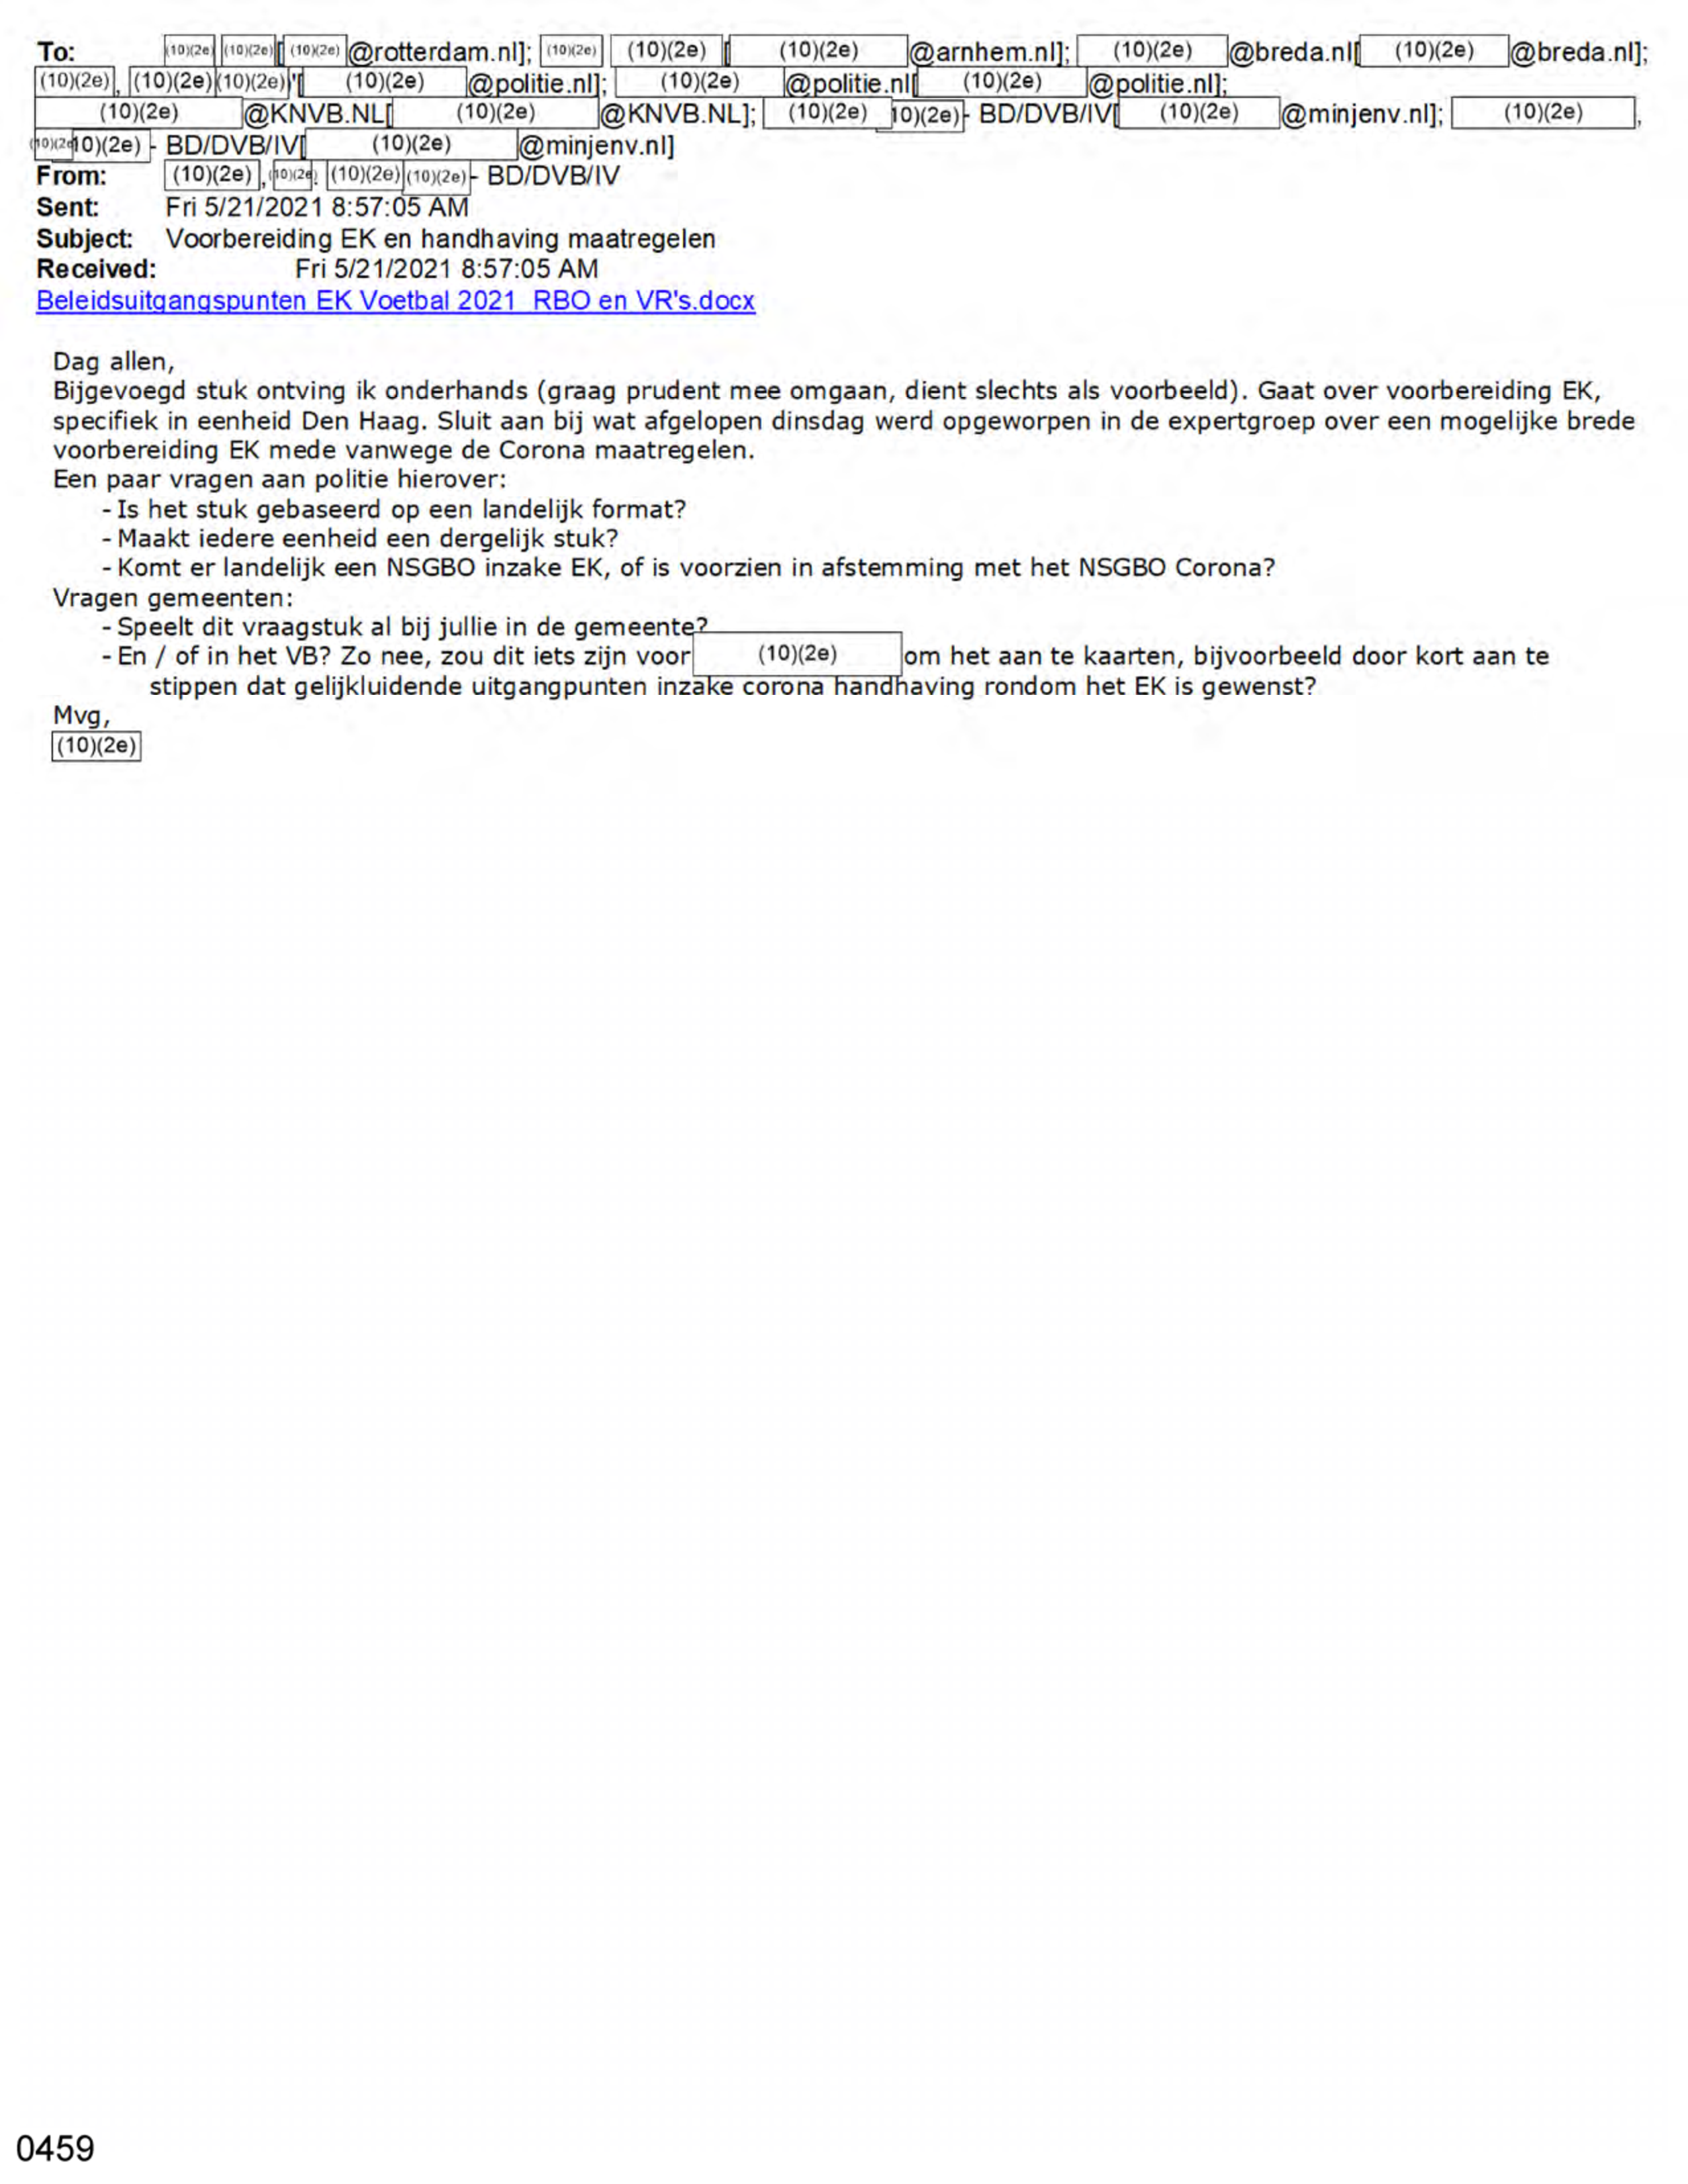 To: (10)(2e) (10)(2e)[ (10)(2e) @rotterdam.nl]; (10)(2e) (10)(2e) [ (10)(2e) @arnhem.nl]; (10)(2e) @breda.nl[ (10)(2e) @breda.nl];
(10)(2e), (10)(2e)(10)(2e)'[ (10)(2e) @politie.nl]; (10)(2e) @politie.nl[ (10)(2e) @politie.nl];
(10)(2e) @KNVB.NL[ (10)(2e) @KNVB.NL]; (10)(2e) 10)(2e)- BD/DVB/IV[ (10)(2e) @minjenv.nl]; (10)(2e),
(10)(2e 10)(2e) - BD/DVB/IV[ (10)(2e) @minjenv.nl]
From: (10)(2e), (10)(2e. (10)(2e)(10)(2e)- BD/DVB/IV
Sent: Fri 5/21/2021 8:57:05 AM
Subject: Voorbereiding EK en handhaving maatregelen
Received: Fri 5/21/2021 8:57:05 AM
Beleidsuitgangspunten EK Voetbal 2021 RBO en VR's.docx
Dag allen,
Bijgevoegd stuk ontving ik onderhands (graag prudent mee omgaan, dient slechts als voorbeeld). Gaat over voorbereiding EK,
specifiek in eenheid Den Haag. Sluit aan bij wat afgelopen dinsdag werd opgeworpen in de expertgroep over een mogelijke brede
voorbereiding EK mede vanwege de Corona maatregelen.
Een paar vragen aan politie hierover:
- Is het stuk gebaseerd op een landelijk format?
- Maakt iedere eenheid een dergelijk stuk?
- Komt er landelijk een NSGBO inzake EK, of is voorzien in afstemming met het NSGBO Corona?
Vragen gemeenten:
- Speelt dit vraagstuk al bij jullie in de gemeente?
- En / of in het VB? Zo nee, zou dit iets zijn voor (10)(2e) om het aan te kaarten, bijvoorbeeld door kort aan te
stippen dat gelijkluidende uitgangpunten inzake corona handhaving rondom het EK is gewenst?
Mvg,
(10)(2e)
0459